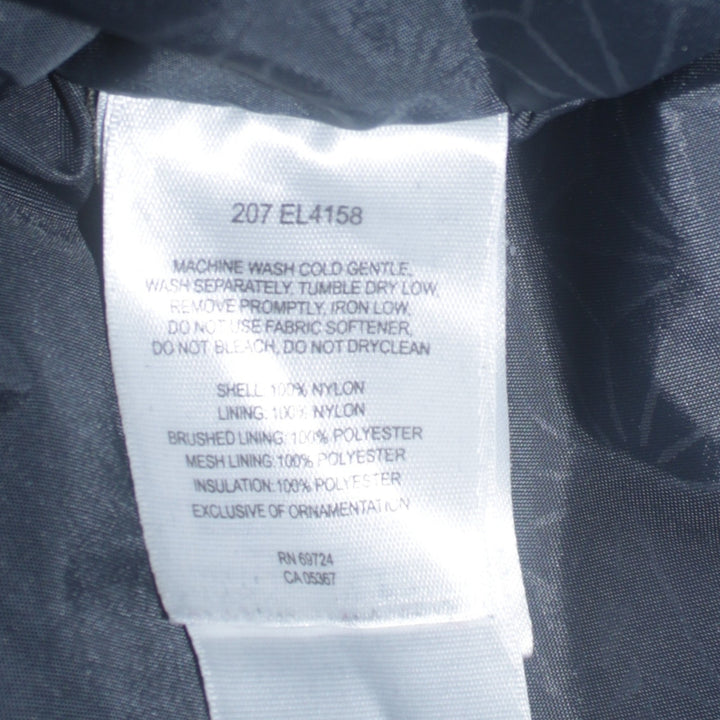 207 EL4158
MACHINE WASH COLD GENTLE,
WASH SEPARATELY, TUMBLE DRY LOW,
REMOVE PROMPTLY, IRON LOW,
DO NOT USE FABRIC SOFTENER,
DO NOT BLEACH, DO NOT DRYCLEAN
SHELL: 100% NYLON
LINING: 100% NYLON
BRUSHED LINING: 100% POLYESTER
MESH LINING: 100% POLYESTER
INSULATION: 100% POLYESTER
EXCLUSIVE OF ORNAMENTATION
RN 69724
CA 05367